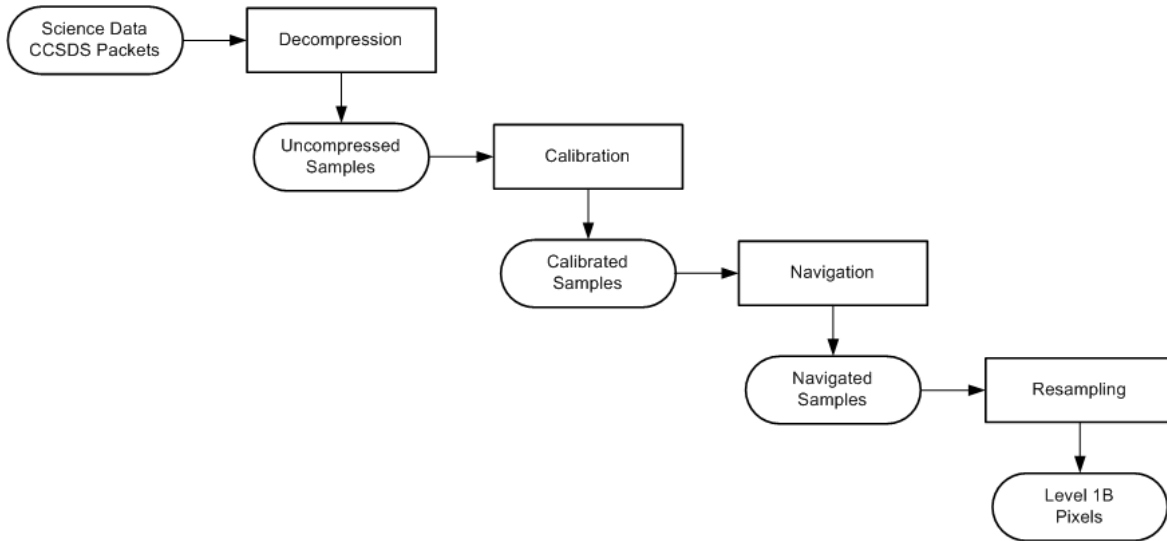 Science Data
CCSDS Packets
Decompression
Uncompressed
Samples
Calibration
Calibrated
Samples
Navigation
Navigated
Samples
Resampling
Level 1B
Pixels